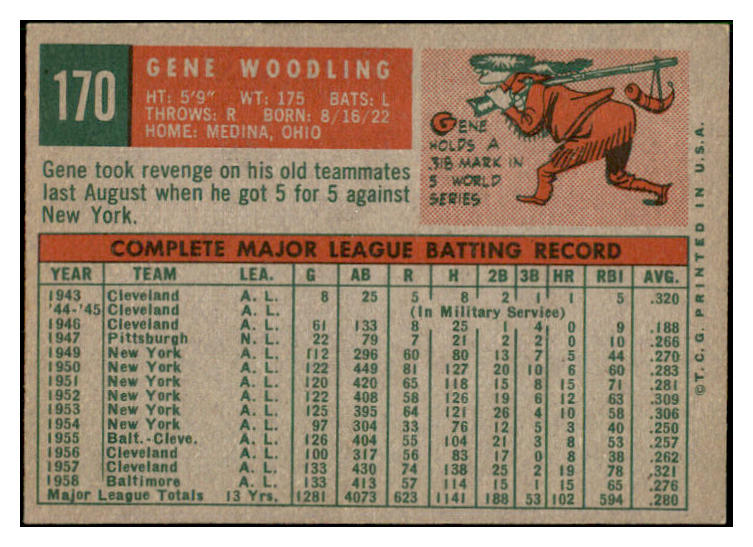 170
GENE WOODLING
HT: 5'9" WT: 175 BATS: L
THROWS: R BORN: 8/16/22
HOME: MEDINA, OHIO
Gene took revenge on his old teammates
last August when he got 5 for 5 against
New York.
GENE
HOLDS A
.318 MARK IN
5 WORLD
SERIES
COMPLETE MAJOR LEAGUE BATTING RECORD
YEAR TEAM LEA. G AB R H 2B 3B HR RBI AVG.
1943 Cleveland A. L. 8 25 5 8 2 1 1 5 .320
'44-'45 Cleveland A. L. (In Military Service)
1946 Cleveland A. L. 61 133 8 25 1 4 0 9 .188
1947 Pittsburgh N. L. 22 79 7 21 2 2 0 10 .266
1949 New York A. L. 112 296 60 80 13 7 5 44 .270
1950 New York A. L. 122 449 81 127 20 10 6 60 .283
1951 New York A. L. 120 420 65 118 15 8 15 71 .281
1952 New York A. L. 122 408 58 126 19 6 12 63 .309
1953 New York A. L. 125 395 64 121 26 4 10 58 .306
1954 New York A. L. 97 304 33 76 12 5 3 40 .250
1955 Balt.-Cleve. A. L. 126 404 55 104 21 3 8 53 .257
1956 Cleveland A. L. 100 317 56 83 17 0 8 38 .262
1957 Cleveland A. L. 133 430 74 138 25 2 19 78 .321
1958 Baltimore A. L. 133 413 57 114 15 1 15 65 .276
Major League Totals 13 Yrs. 1281 4073 623 1141 188 53 102 594 .280
©T.C.G. PRINTED IN U.S.A.